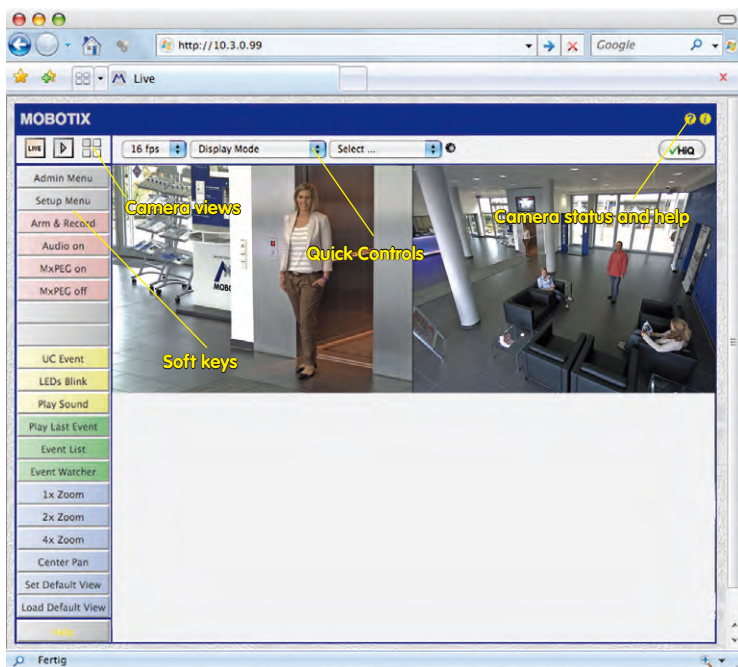 http://10.3.0.99
Google
Live
MOBOTIX
LIVE
16 fps
Display Mode
Select ...
HiQ
Admin Menu
Setup Menu
Camera views
Camera status and help
Arm & Record
Audio on
Quick Controls
MxPEG on
MxPEG off
MOBO
Soft keys
UC Event
LEDs Blink
Play Sound
Play Last Event
Event List
Event Watcher
1x Zoom
2x Zoom
4x Zoom
Center Pan
Set Default View
Load Default View
Help
Fertig